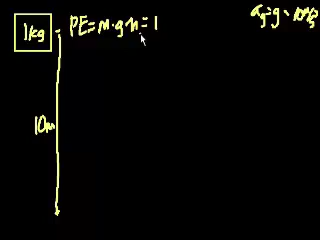 1kg
PE = m·g h = 1
10m